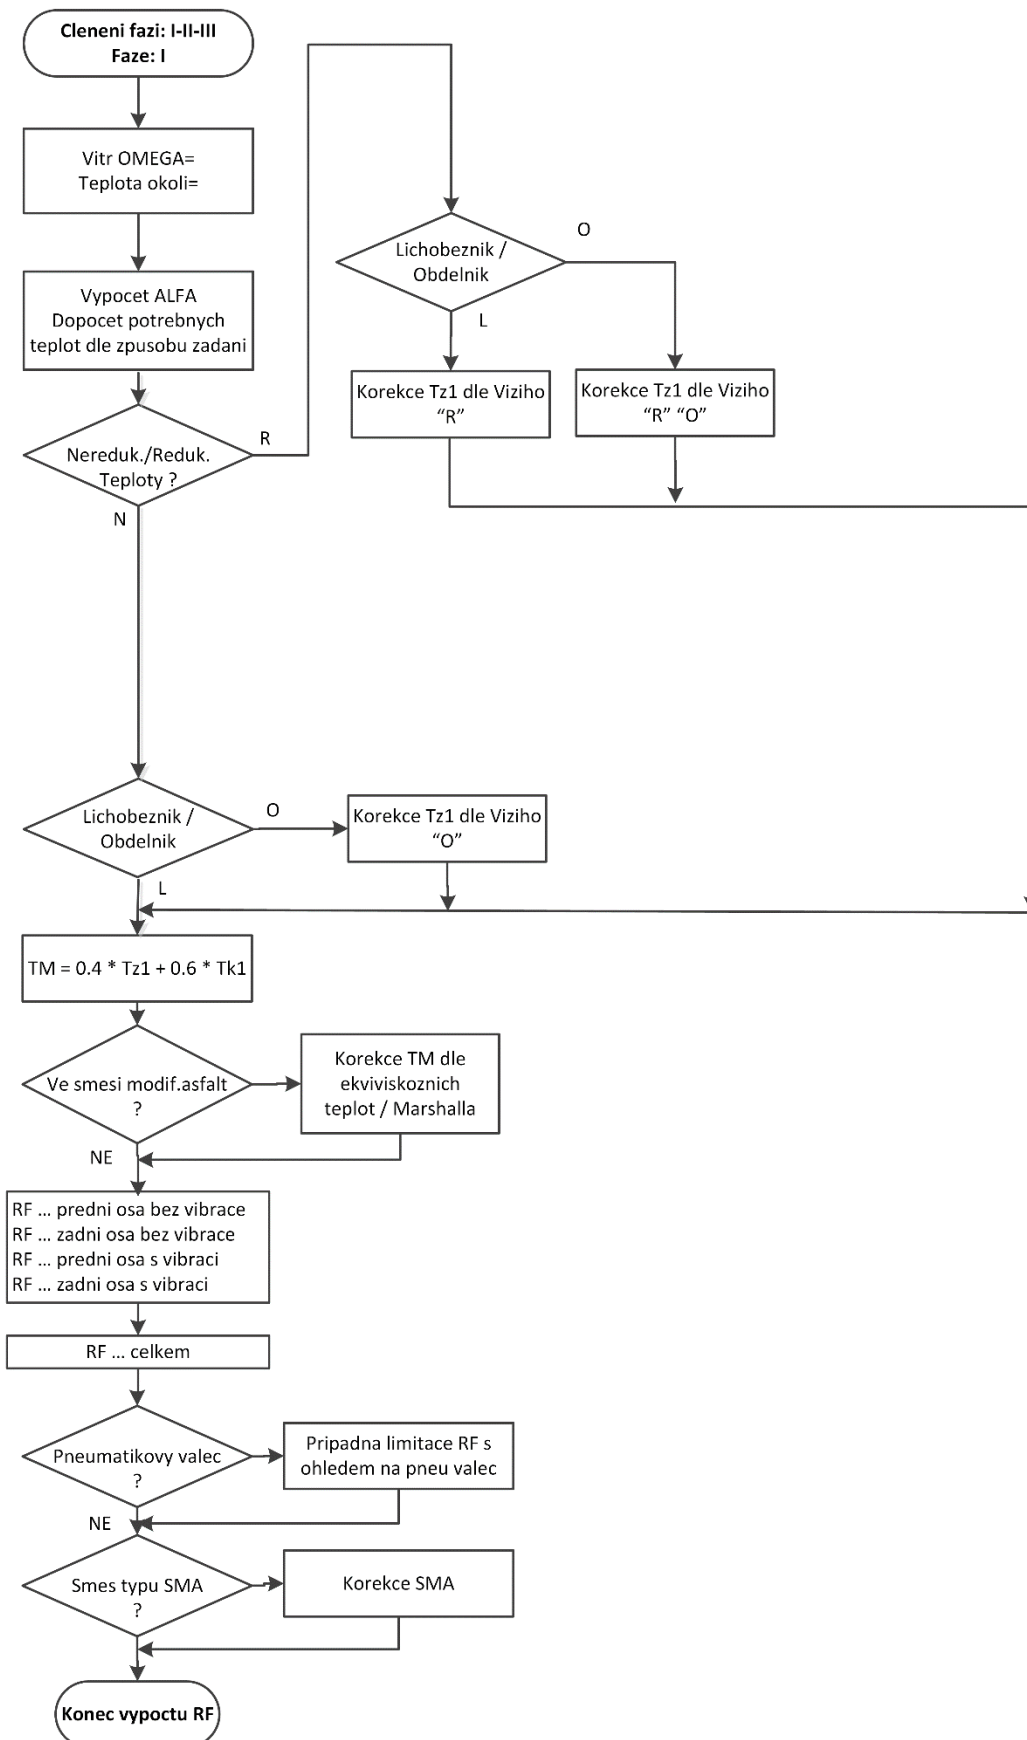 Cleneni fazi: I-II-III
Faze: I
Vitr OMEGA=
Teplota okoli=
Vypocet ALFA
Dopocet potrebnych
teplot dle zpusobu zadani
Nereduk./Reduk.
Teploty ?
R
N
Lichobeznik /
Obdelnik
O
L
Korekce Tz1 dle Viziho
“R”
Korekce Tz1 dle Viziho
“R” “O”
Lichobeznik /
Obdelnik
O
L
Korekce Tz1 dle Viziho
“O”
TM = 0.4 * Tz1 + 0.6 * Tk1
Ve smesi modif.asfalt
?
NE
Korekce TM dle
ekviviskoznich
teplot / Marshalla
RF ... predni osa bez vibrace
RF ... zadni osa bez vibrace
RF ... predni osa s vibraci
RF ... zadni osa s vibraci
RF ... celkem
Pneumatikovy valec
?
NE
Pripadna limitace RF s
ohledem na pneu valec
Smes typu SMA
?
Korekce SMA
Konec vypoctu RF